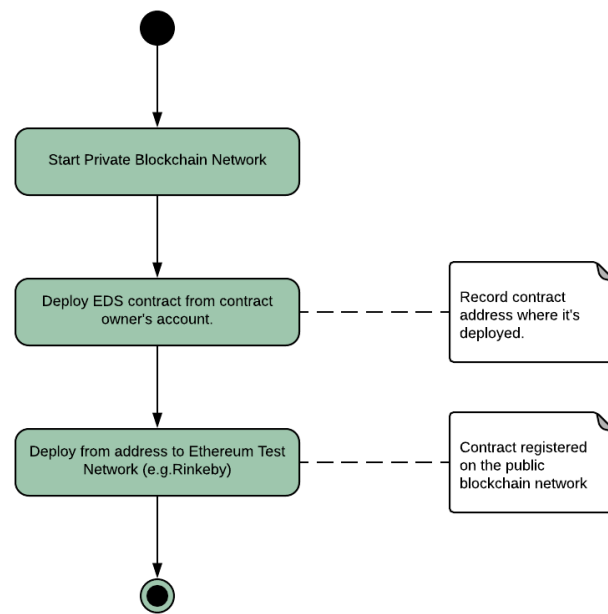 Start Private Blockchain Network
Deploy EDS contract from contract
owner's account.
Record contract
address where it's
deployed.
Deploy from address to Ethereum Test
Network (e.g.Rinkeby)
Contract registered
on the public
blockchain network